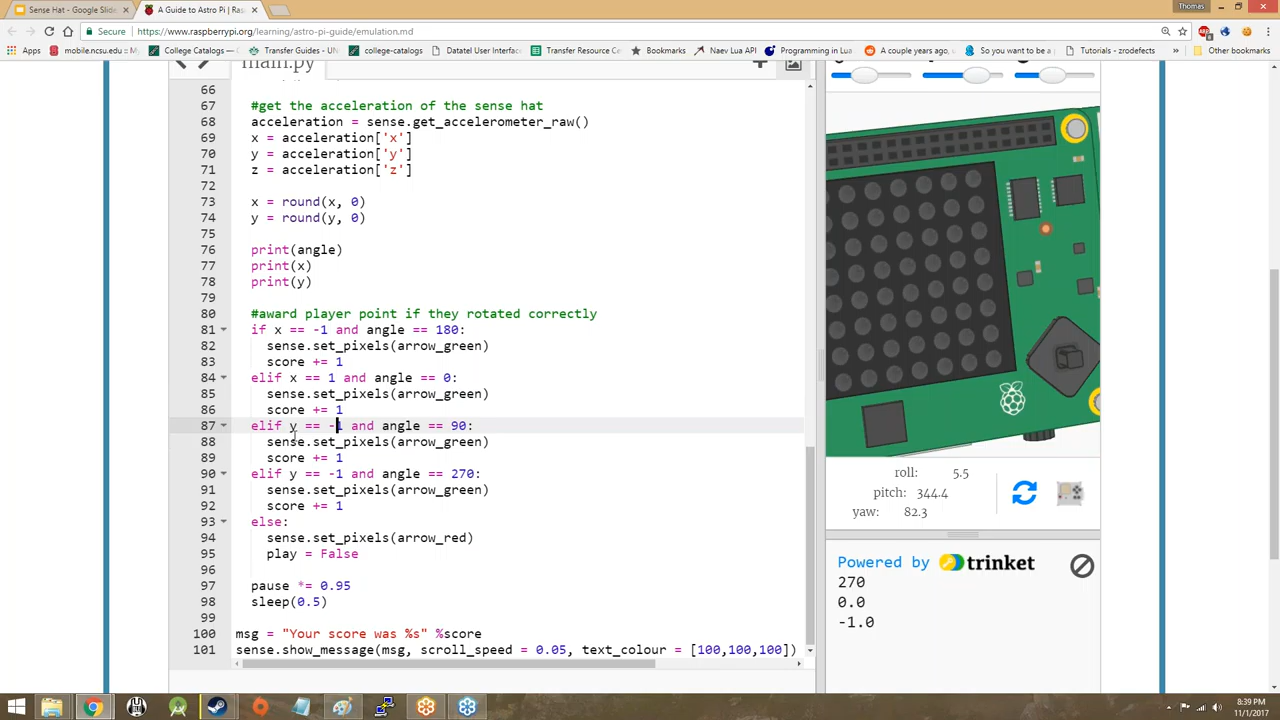 Thomas
Sense Hat - Google Slide
A Guide to Astro Pi | Ras
Secure
https://www.raspberrypi.org/learning/astro-pi-guide/emulation.md
Apps
mobile.nc.su.edu
College Catalogs
Transfer Guides - UNC
college-catalogs
Datatel User Interface
Transfer Resource Ce
Bookmarks
Naev Lua API
Programming in Lua
A couple years ago, u
So you want to be a
Tutorials - zrodefects
»
Other bookmarks
main.py
66
67 #get the acceleration of the sense hat
68 acceleration = sense.get_accelerometer_raw()
69 x = acceleration['x']
70 y = acceleration['y']
71 z = acceleration['z']
72
73 x = round(x, 0)
74 y = round(y, 0)
75
76 print(angle)
77 print(x)
78 print(y)
79
80 #award player point if they rotated correctly
81 if x == -1 and angle == 180:
82 sense.set_pixels(arrow_green)
83 score += 1
84 elif x == 1 and angle == 0:
85 sense.set_pixels(arrow_green)
86 score += 1
87 elif y == -1 and angle == 90:
88 sense.set_pixels(arrow_green)
89 score += 1
90 elif y == -1 and angle == 270:
91 sense.set_pixels(arrow_green)
92 score += 1
93 else:
94 sense.set_pixels(arrow_red)
95 play = False
96
97 pause *= 0.95
98 sleep(0.5)
99
100 msg = "Your score was %s" %score
101 sense.show_message(msg, scroll_speed = 0.05, text_colour = [100,100,100])
roll: 5.5
pitch: 344.4
yaw: 82.3
Powered by trinket
270
0.0
-1.0
8:39 PM
11/1/2017